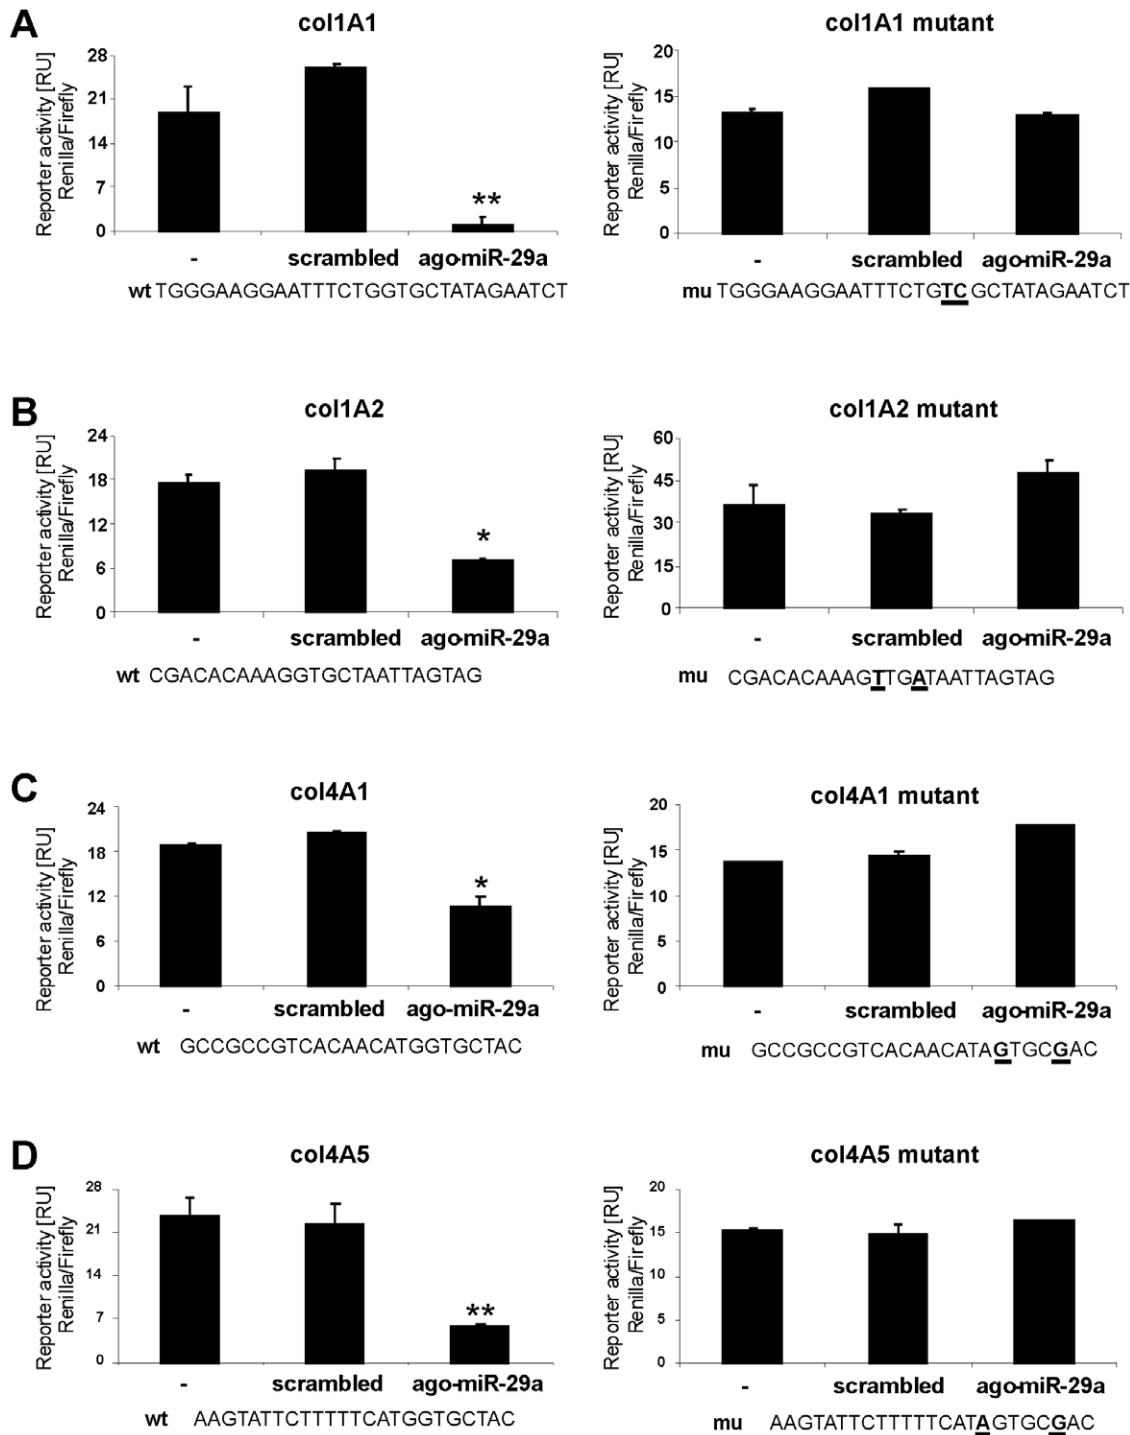 A
col1A1
col1A1 mutant
Reporter activity [RU]
Renilla/Firefly
28
21
14
7
0
- scrambled ago-miR-29a
wt TGGGAAGGAATTTCTGGTGCTATAGAATCT
Reporter activity [RU]
Renilla/Firefly
20
15
10
5
0
- scrambled ago-miR-29a
mu TGGGAAGGAATTTCTGTCGCTATAGAATCT
B
col1A2
col1A2 mutant
Reporter activity [RU]
Renilla/Firefly
24
18
12
6
0
*
- scrambled ago-miR-29a
wt CGACACAAAGGTGCTAATTAGTAG
Reporter activity [RU]
Renilla/Firefly
60
45
30
15
0
- scrambled ago-miR-29a
mu CGACACAAAGTTGATAATTAGTAG
C
col4A1
col4A1 mutant
Reporter activity [RU]
Renilla/Firefly
24
18
12
6
0
*
- scrambled ago-miR-29a
wt GCCGCCGTCACAACATGGTGCTAC
Reporter activity [RU]
Renilla/Firefly
20
15
10
5
0
- scrambled ago-miR-29a
mu GCCGCCGTCACAACATAGTGCGAC
D
col4A5
col4A5 mutant
Reporter activity [RU]
Renilla/Firefly
28
21
14
7
0
**
- scrambled ago-miR-29a
wt AAGTATTCTTTTTCATGGTGCTAC
Reporter activity [RU]
Renilla/Firefly
20
15
10
5
0
- scrambled ago-miR-29a
mu AAGTATTCTTTTTCATAGTGCGAC